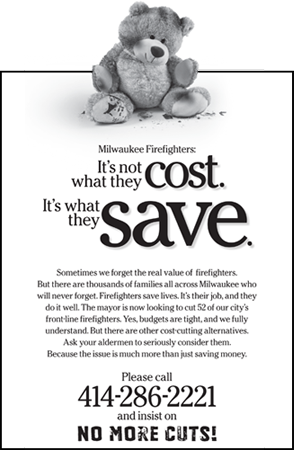 Milwaukee Firefighters:
It's not
what they cost.
It's what
they save.
Sometimes we forget the real value of firefighters.
But there are thousands of families all across Milwaukee who
will never forget. Firefighters save lives. It's their job, and they
do it well. The mayor is now looking to cut 52 of our city's
front-line firefighters. Yes, budgets are tight, and we fully
understand. But there are other cost-cutting alternatives.
Ask your aldermen to seriously consider them.
Because the issue is much more than just saving money.
Please call
414-286-2221
and insist on
NO MORE CUTS!